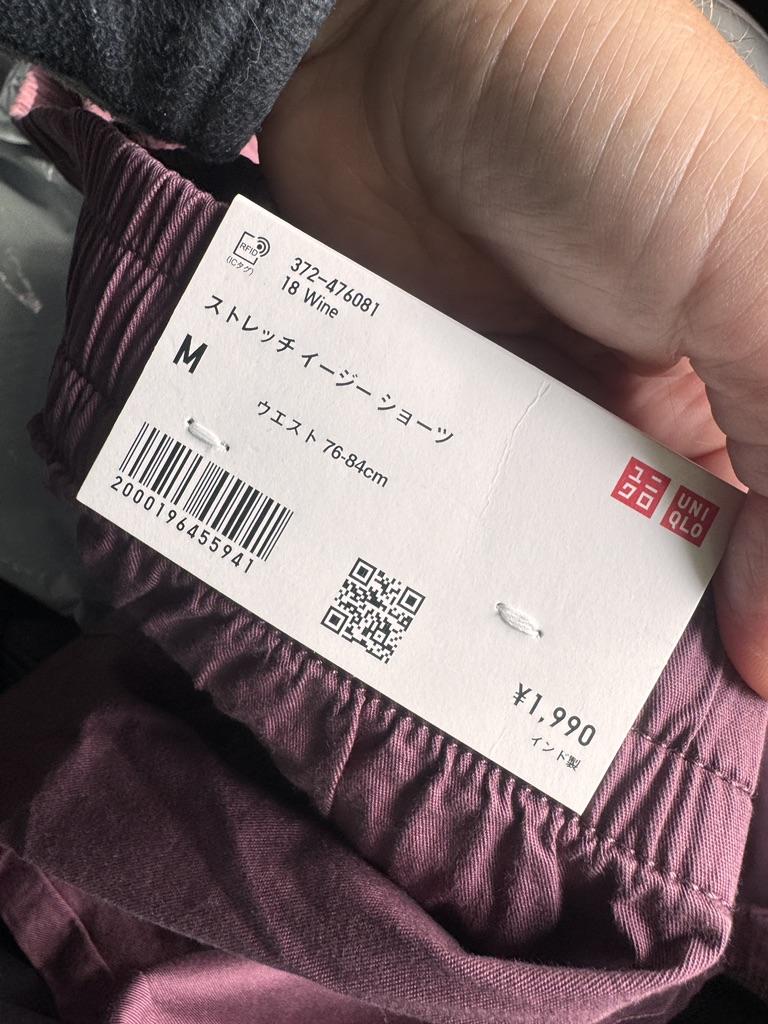 RFID
(ICタグ)
372-476081
18 Wine
ストレッチ イージー ショーツ
M
ウエスト 76-84cm
2000196455941
ユニ
クロ
UNI
QLO
¥1,990
インド製